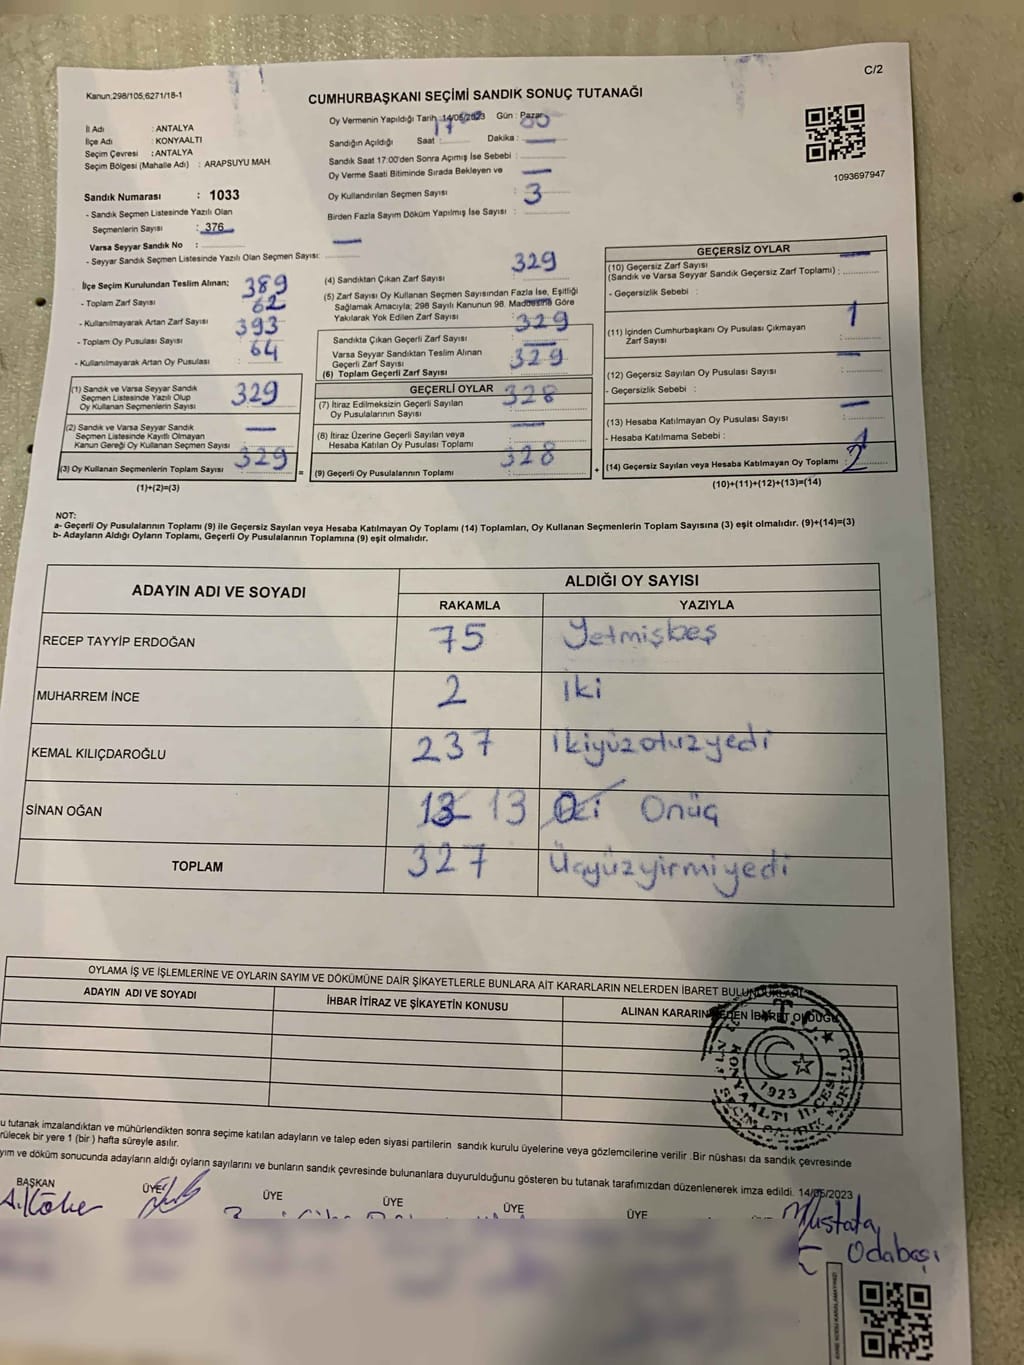 C/2
Kanun,298/105,6271/18-1
CUMHURBAŞKANI SEÇİMİ SANDIK SONUÇ TUTANAĞI
İl Adı : ANTALYA
İlçe Adı : KONYAALTI
Seçim Çevresi : ANTALYA
Seçim Bölgesi (Mahalle Adı) : ARAPSUYU MAH
Sandık Numarası : 1033
- Sandık Seçmen Listesinde Yazılı Olan
Seçmenlerin Sayısı : 376
Varsa Seyyar Sandık No :
- Seyyar Sandık Seçmen Listesinde Yazılı Olan Seçmen Sayısı:
Oy Vermenin Yapıldığı Tarih :14/05/2023 Gün : Pazar
Sandığın Açıldığı Saat : 17 Dakika : 00
Sandık Saat 17:00'den Sonra Açımış İse Sebebi :
Oy Verme Saati Bitiminde Sırada Bekleyen ve
Oy Kullandırılan Seçmen Sayısı : 3
Birden Fazla Sayım Döküm Yapılmış İse Sayısı :
1093697947
İlçe Seçim Kurulundan Teslim Alınan;
- Toplam Zarf Sayısı 389
- Kullanılmayarak Artan Zarf Sayısı 62
- Toplam Oy Pusulası Sayısı 393
- Kullanılmayarak Artan Oy Pusulası 64
(1) Sandık ve Varsa Seyyar Sandık
Seçmen Listesinde Yazılı Olup
Oy Kullanan Seçmenlerin Sayısı 329
(2) Sandık ve Varsa Seyyar Sandık
Seçmen Listesinde Kayıtlı Olmayan
Kanun Gereği Oy Kullanan Seçmen Sayısı
(3) Oy Kullanan Seçmenlerin Toplam Sayısı 329 =
(1)+(2)=(3)
(4) Sandıktan Çıkan Zarf Sayısı : 329
(5) Zarf Sayısı Oy Kullanan Seçmen Sayısından Fazla İse, Eşitliği
Sağlamak Amacıyla; 298 Sayılı Kanunun 98. Maddesine Göre
Yakılarak Yok Edilen Zarf Sayısı
Sandıkta Çıkan Geçerli Zarf Sayısı : 329
Varsa Seyyar Sandıktan Teslim Alınan
Geçerli Zarf Sayısı
(6) Toplam Geçerli Zarf Sayısı 329
GEÇERLİ OYLAR
(7) İtiraz Edilmeksizin Geçerli Sayılan
Oy Pusulalarının Sayısı 328
(8) İtiraz Üzerine Geçerli Sayılan veya
Hesaba Katılan Oy Pusulası Toplamı
(9) Geçerli Oy Pusulalarının Toplamı 328 +
GEÇERSİZ OYLAR
(10) Geçersiz Zarf Sayısı
(Sandık ve Varsa Seyyar Sandık Geçersiz Zarf Toplamı) :
- Geçersizlik Sebebi :
(11) İçinden Cumhurbaşkanı Oy Pusulası Çıkmayan
Zarf Sayısı : 1
(12) Geçersiz Sayılan Oy Pusulası Sayısı :
- Geçersizlik Sebebi :
(13) Hesaba Katılmayan Oy Pusulası Sayısı :
- Hesaba Katılmama Sebebi :
(14) Geçersiz Sayılan veya Hesaba Katılmayan Oy Toplamı :
(10)+(11)+(12)+(13)=(14)
NOT:
a- Geçerli Oy Pusulalarının Toplamı (9) ile Geçersiz Sayılan veya Hesaba Katılmayan Oy Toplamı (14) Toplamları, Oy Kullanan Seçmenlerin Toplam Sayısına (3) eşit olmalıdır. (9)+(14)=(3)
b- Adayların Aldığı Oyların Toplamı, Geçerli Oy Pusulalarının Toplamına (9) eşit olmalıdır.
ADAYIN ADI VE SOYADI
ALDIĞI OY SAYISI
RAKAMLA YAZIYLA
RECEP TAYYİP ERDOĞAN 75 Yetmişbeş
MUHARREM İNCE 2 İki
KEMAL KILIÇDAROĞLU 237 İkiyüzotuzyedi
SİNAN OĞAN 13 13 Onüç
TOPLAM 327 Üçyüzyirmiyedi
OYLAMA İŞ VE İŞLEMLERİNE VE OYLARIN SAYIM VE DÖKÜMÜNE DAİR ŞİKAYETLERLE BUNLARA AİT KARARLARIN NELERDEN İBARET BULUNDUKLARI
ADAYIN ADI VE SOYADI İHBAR İTİRAZ VE ŞİKAYETİN KONUSU ALINAN KARARIN NEDEN İBARET OLDUĞU
T.C.
1923
KONYAALTI İLÇESİ
SEÇİM SANDIK KURULU
u tutanak imzalandıktan ve mühürlendikten sonra seçime katılan adayların ve talep eden siyasi partilerin sandık kurulu üyelerine veya gözlemcilerine verilir .Bir nüshası da sandık çevresinde
rülecek bir yere 1 (bir ) hafta süreyle asılır.
yım ve döküm sonucunda adayların aldığı oyların sayılarını ve bunların sandık çevresinde bulunanlara duyurulduğunu gösteren bu tutanak tarafımızdan düzenlenerek imza edildi. 14/05/2023
BAŞKAN ÜYE ÜYE ÜYE ÜYE ÜYE
Mustafa
Odabaşı